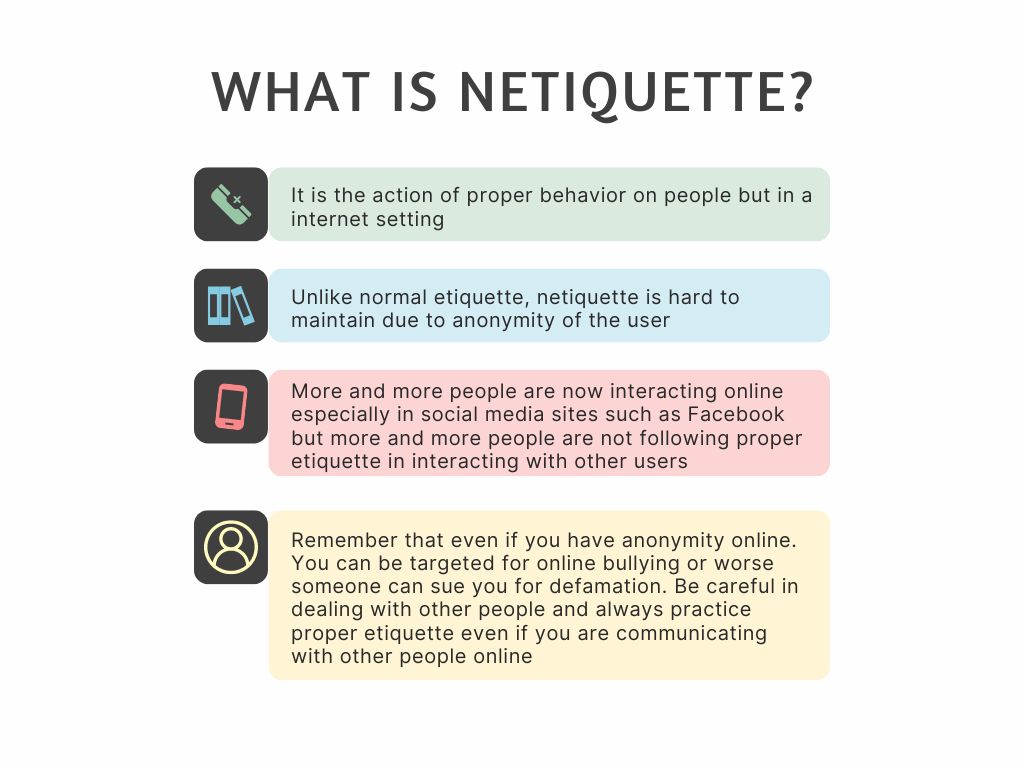 WHAT IS NETIQUETTE?
It is the action of proper behavior on people but in a
internet setting
Unlike normal etiquette, netiquette is hard to
maintain due to anonymity of the user
More and more people are now interacting online
especially in social media sites such as Facebook
but more and more people are not following proper
etiquette in interacting with other users
Remember that even if you have anonymity online.
You can be targeted for online bullying or worse
someone can sue you for defamation. Be careful in
dealing with other people and always practice
proper etiquette even if you are communicating
with other people online